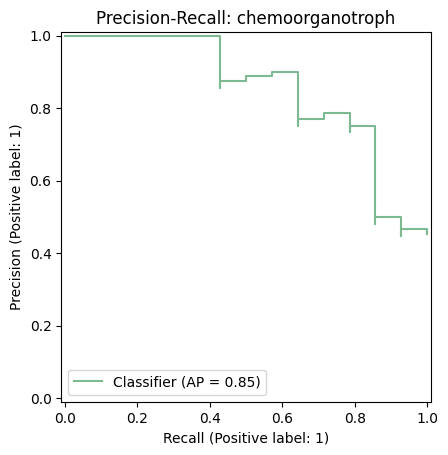 Precision-Recall: chemoorganotroph
1.0
0.8
0.6
0.4
0.2
0.0
Precision (Positive label: 1)
Classifier (AP = 0.85)
0.0 0.2 0.4 0.6 0.8 1.0
Recall (Positive label: 1)